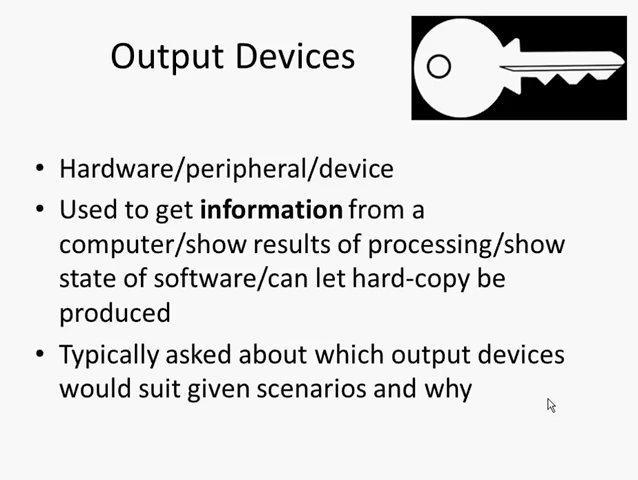 Output Devices
• Hardware/peripheral/device
• Used to get information from a
computer/show results of processing/show
state of software/can let hard-copy be
produced
• Typically asked about which output devices
would suit given scenarios and why